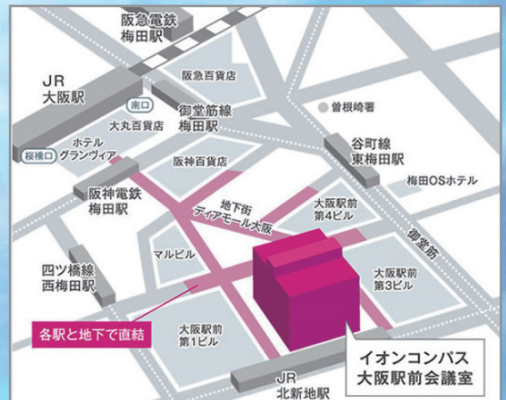 阪急電鉄
梅田駅
阪急百貨店
JR
大阪駅
南口
大丸百貨店
御堂筋線
梅田駅
曽根崎署
桜橋口
ホテル
グランヴィア
阪神百貨店
谷町線
東梅田駅
阪神電鉄
梅田駅
梅田OSホテル
地下街
ディアモール大阪
大阪駅前
第4ビル
御堂筋
マルビル
四ツ橋線
西梅田駅
大阪駅前
第3ビル
各駅と地下で直結
大阪駅前
第1ビル
イオンコンパス
大阪駅前会議室
JR
北新地駅